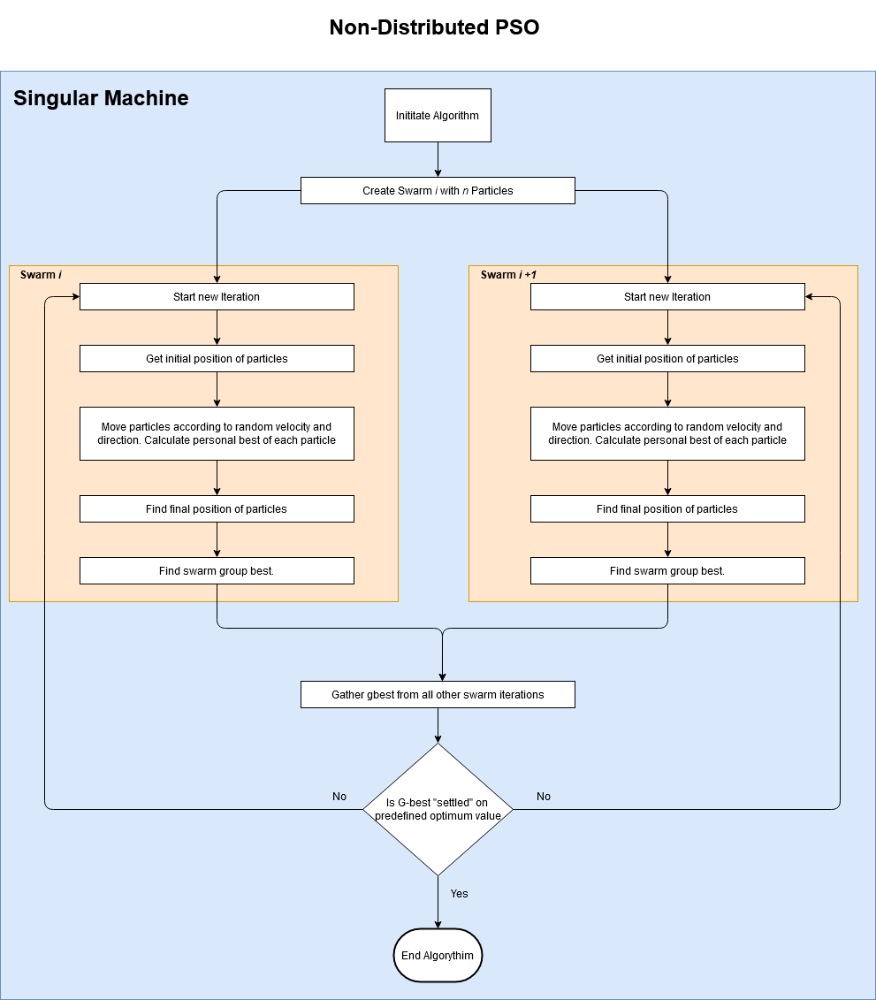 Non-Distributed PSO
Singular Machine
Inititate Algorithm
Create Swarm i with n Particles
Swarm i
Start new Iteration
Get initial position of particles
Move particles according to random velocity and
direction. Calculate personal best of each particle
Find final position of particles
Find swarm group best.
Swarm i +1
Start new Iteration
Get initial position of particles
Move particles according to random velocity and
direction. Calculate personal best of each particle
Find final position of particles
Find swarm group best.
Gather gbest from all other swarm iterations
No
Is G-best "settled" on
predefined optimum value
No
Yes
End Algorythim